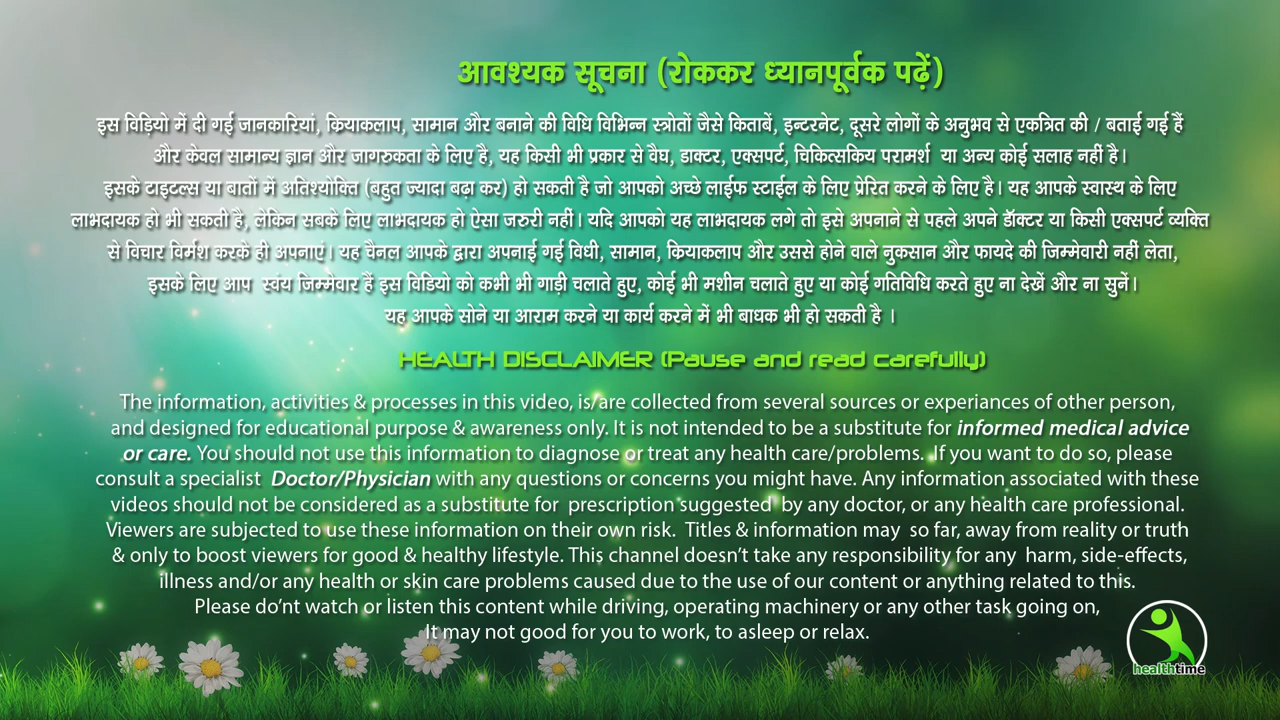 आवश्यक सूचना (रोककर ध्यानपूर्वक पढ़ें)
इस विड़ियो में दी गई जानकारियां, क्रियाकलाप, सामान और बनाने की विधि विभिन्न स्त्रोतों जैसे किताबें, इन्टरनेट, दूसरे लोगों के अनुभव से एकत्रित की / बताई गई हैं
और केवल सामान्य ज्ञान और जागरुकता के लिए है, यह किसी भी प्रकार से वैघ, डाक्टर, एक्सपर्ट, चिकित्सकिय परामर्श या अन्य कोई सलाह नहीं है।
इसके टाइटल्स या बातों में अतिश्योक्ति (बहुत ज्यादा बढ़ा कर) हो सकती है जो आपको अच्छे लाईफ स्टाईल के लिए प्रेरित करने के लिए है। यह आपके स्वास्थ के लिए
लाभदायक हो भी सकती है, लेकिन सबके लिए लाभदायक हो ऐसा जरुरी नहीं। यदि आपको यह लाभदायक लगे तो इसे अपनाने से पहले अपने डॅाक्टर या किसी एक्सपर्ट व्यक्ति
से विचार विर्मश करके ही अपनाएं। यह चैनल आपके द्वारा अपनाई गई विधी, सामान, क्रियाकलाप और उससे होने वाले नुकसान और फायदे की जिम्मेवारी नहीं लेता,
इसके लिए आप स्वंय जिम्मेवार हैं इस विडियो को कभी भी गाड़ी चलाते हुए, कोई भी मशीन चलाते हुए या कोई गतिविधि करते हुए ना देखें और ना सुनें।
यह आपके सोने या आराम करने या कार्य करने में भी बाधक भी हो सकती है ।
HEALTH DISCLAIMER (Pause and read carefully)
The information, activities & processes in this video, is/are collected from several sources or experiances of other person,
and designed for educational purpose & awareness only. It is not intended to be a substitute for informed medical advice
or care. You should not use this information to diagnose or treat any health care/problems. If you want to do so, please
consult a specialist Doctor/Physician with any questions or concerns you might have. Any information associated with these
videos should not be considered as a substitute for prescription suggested by any doctor, or any health care professional.
Viewers are subjected to use these information on their own risk. Titles & information may so far, away from reality or truth
& only to boost viewers for good & healthy lifestyle. This channel doesn't take any responsibility for any harm, side-effects,
illness and/or any health or skin care problems caused due to the use of our content or anything related to this.
Please do'nt watch or listen this content while driving, operating machinery or any other task going on,
It may not good for you to work, to asleep or relax.
healthtime